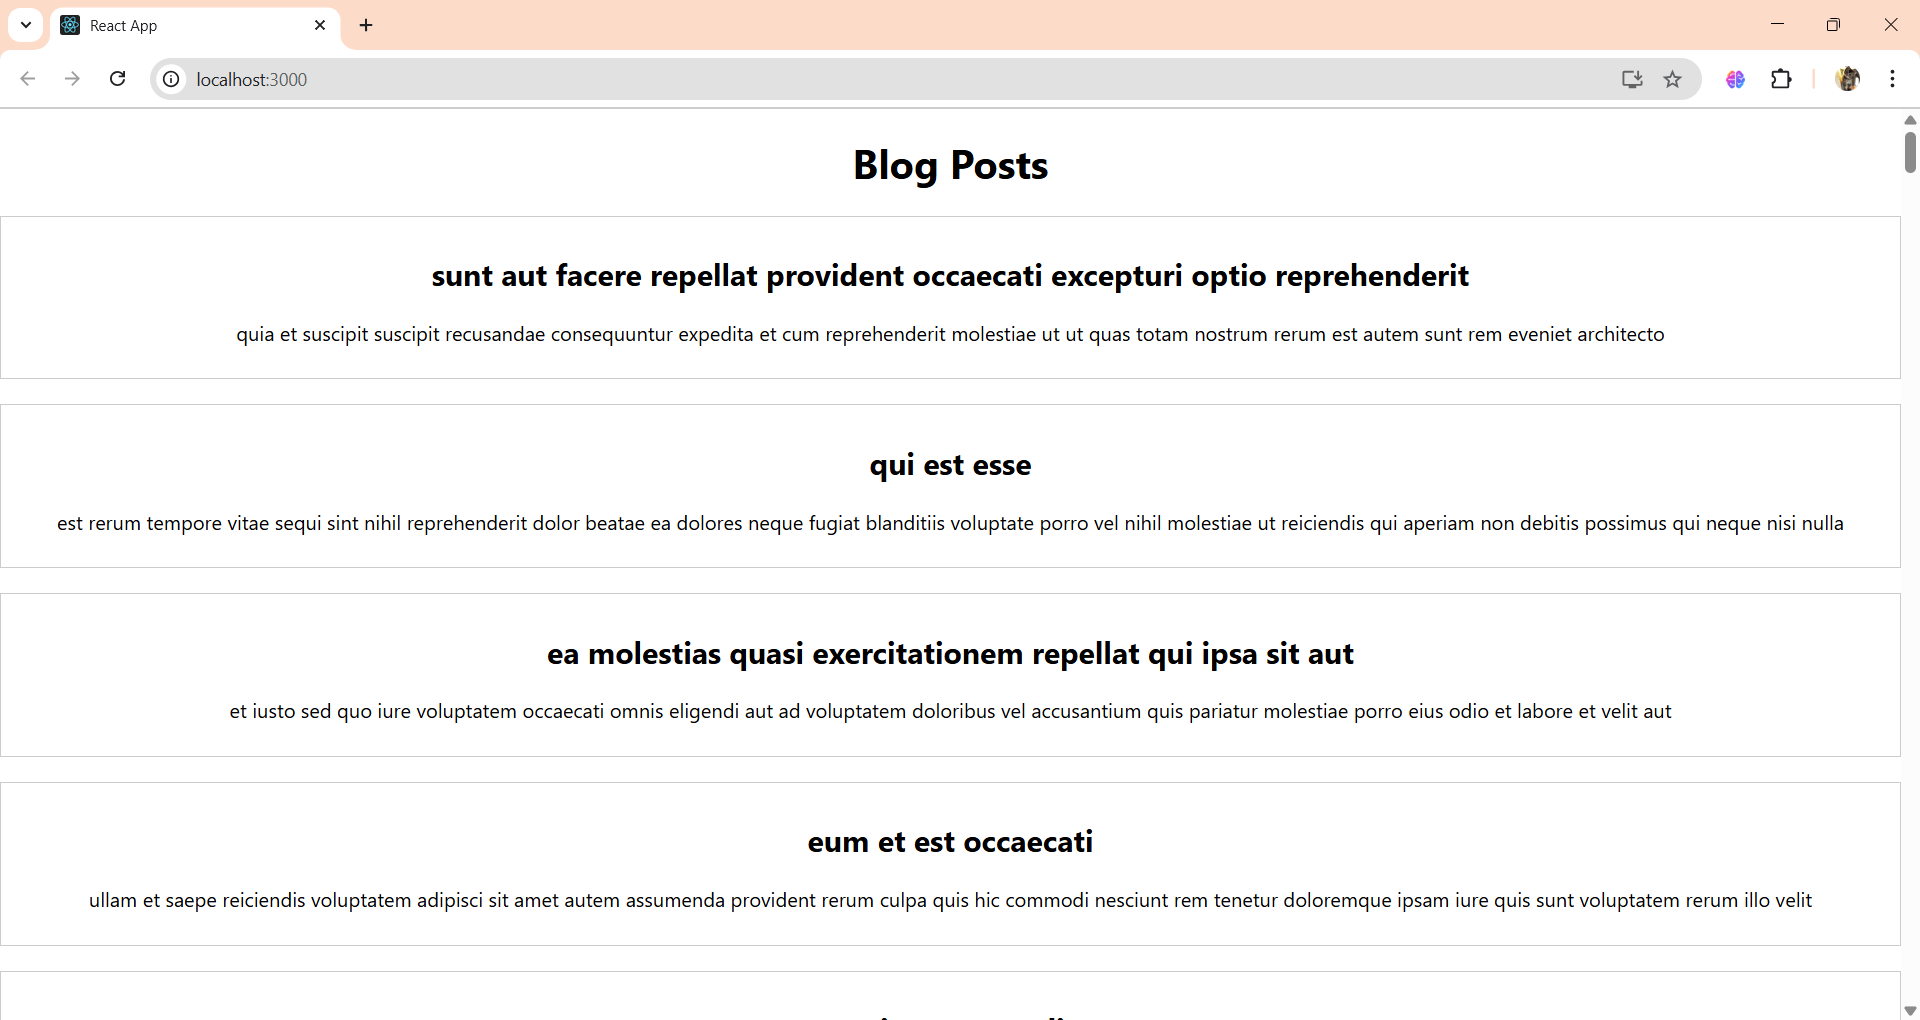 React App
localhost:3000
Blog Posts
sunt aut facere repellat provident occaecati excepturi optio reprehenderit
quia et suscipit suscipit recusandae consequuntur expedita et cum reprehenderit molestiae ut ut quas totam nostrum rerum est autem sunt rem eveniet architecto
qui est esse
est rerum tempore vitae sequi sint nihil reprehenderit dolor beatae ea dolores neque fugiat blanditiis voluptate porro vel nihil molestiae ut reiciendis qui aperiam non debitis possimus qui neque nisi nulla
ea molestias quasi exercitationem repellat qui ipsa sit aut
et iusto sed quo iure voluptatem occaecati omnis eligendi aut ad voluptatem doloribus vel accusantium quis pariatur molestiae porro eius odio et labore et velit aut
eum et est occaecati
ullam et saepe reiciendis voluptatem adipisci sit amet autem assumenda provident rerum culpa quis hic commodi nesciunt rem tenetur doloremque ipsam iure quis sunt voluptatem rerum illo velit